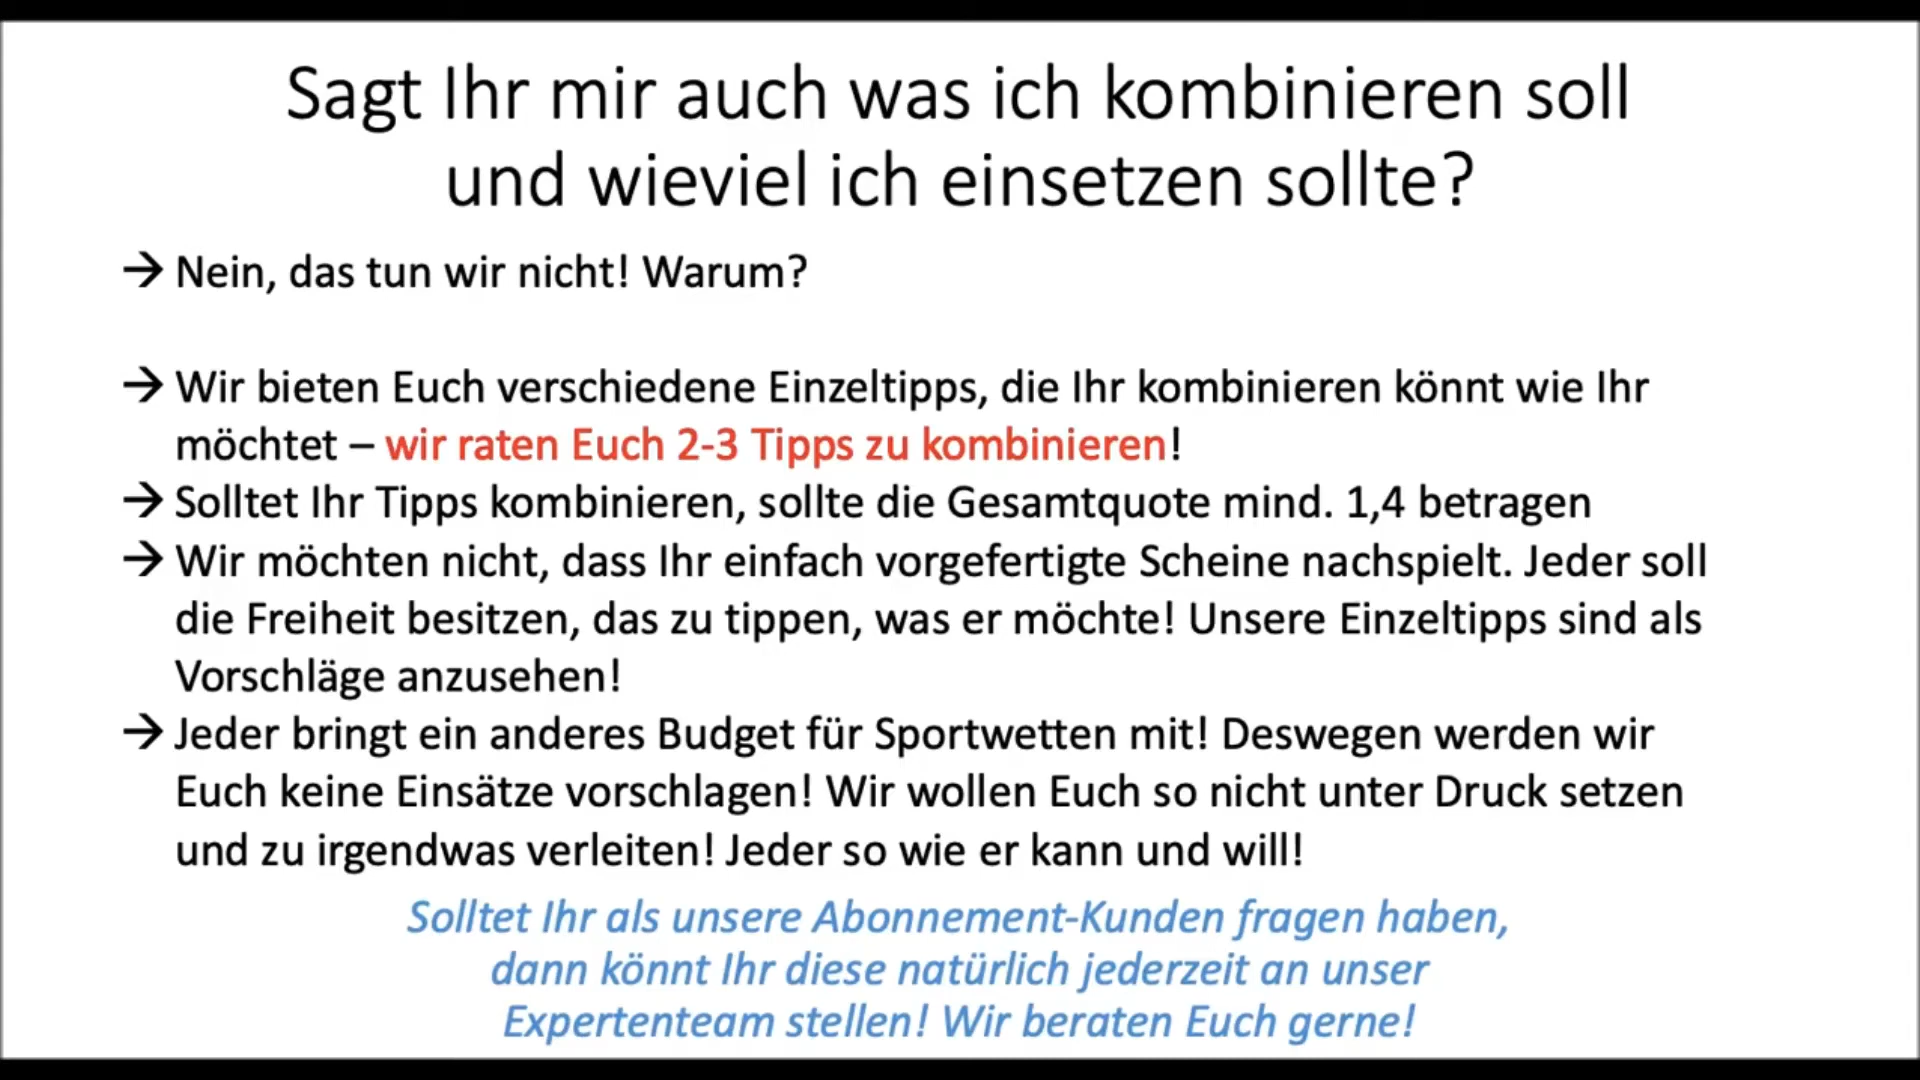 Sagt Ihr mir auch was ich kombinieren soll
und wieviel ich einsetzen sollte?
→ Nein, das tun wir nicht! Warum?
→ Wir bieten Euch verschiedene Einzeltipps, die Ihr kombinieren könnt wie Ihr
möchtet – wir raten Euch 2-3 Tipps zu kombinieren!
→ Solltet Ihr Tipps kombinieren, sollte die Gesamtquote mind. 1,4 betragen
→ Wir möchten nicht, dass Ihr einfach vorgefertigte Scheine nachspielt. Jeder soll
die Freiheit besitzen, das zu tippen, was er möchte! Unsere Einzeltipps sind als
Vorschläge anzusehen!
→ Jeder bringt ein anderes Budget für Sportwetten mit! Deswegen werden wir
Euch keine Einsätze vorschlagen! Wir wollen Euch so nicht unter Druck setzen
und zu irgendwas verleiten! Jeder so wie er kann und will!
Solltet Ihr als unsere Abonnement-Kunden fragen haben,
dann könnt Ihr diese natürlich jederzeit an unser
Expertenteam stellen! Wir beraten Euch gerne!